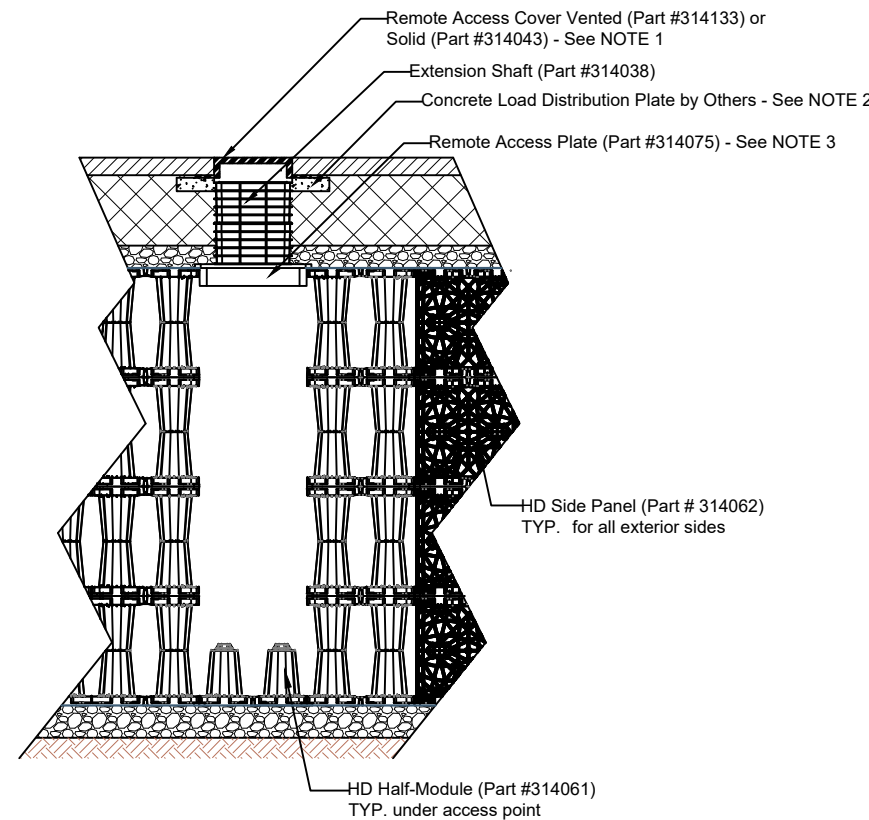 Remote Access Cover Vented (Part #314133) or
Solid (Part #314043) - See NOTE 1
Extension Shaft (Part #314038)
Concrete Load Distribution Plate by Others - See NOTE 2
Remote Access Plate (Part #314075) - See NOTE 3
HD Side Panel (Part # 314062)
TYP. for all exterior sides
HD Half-Module (Part #314061)
TYP. under access point